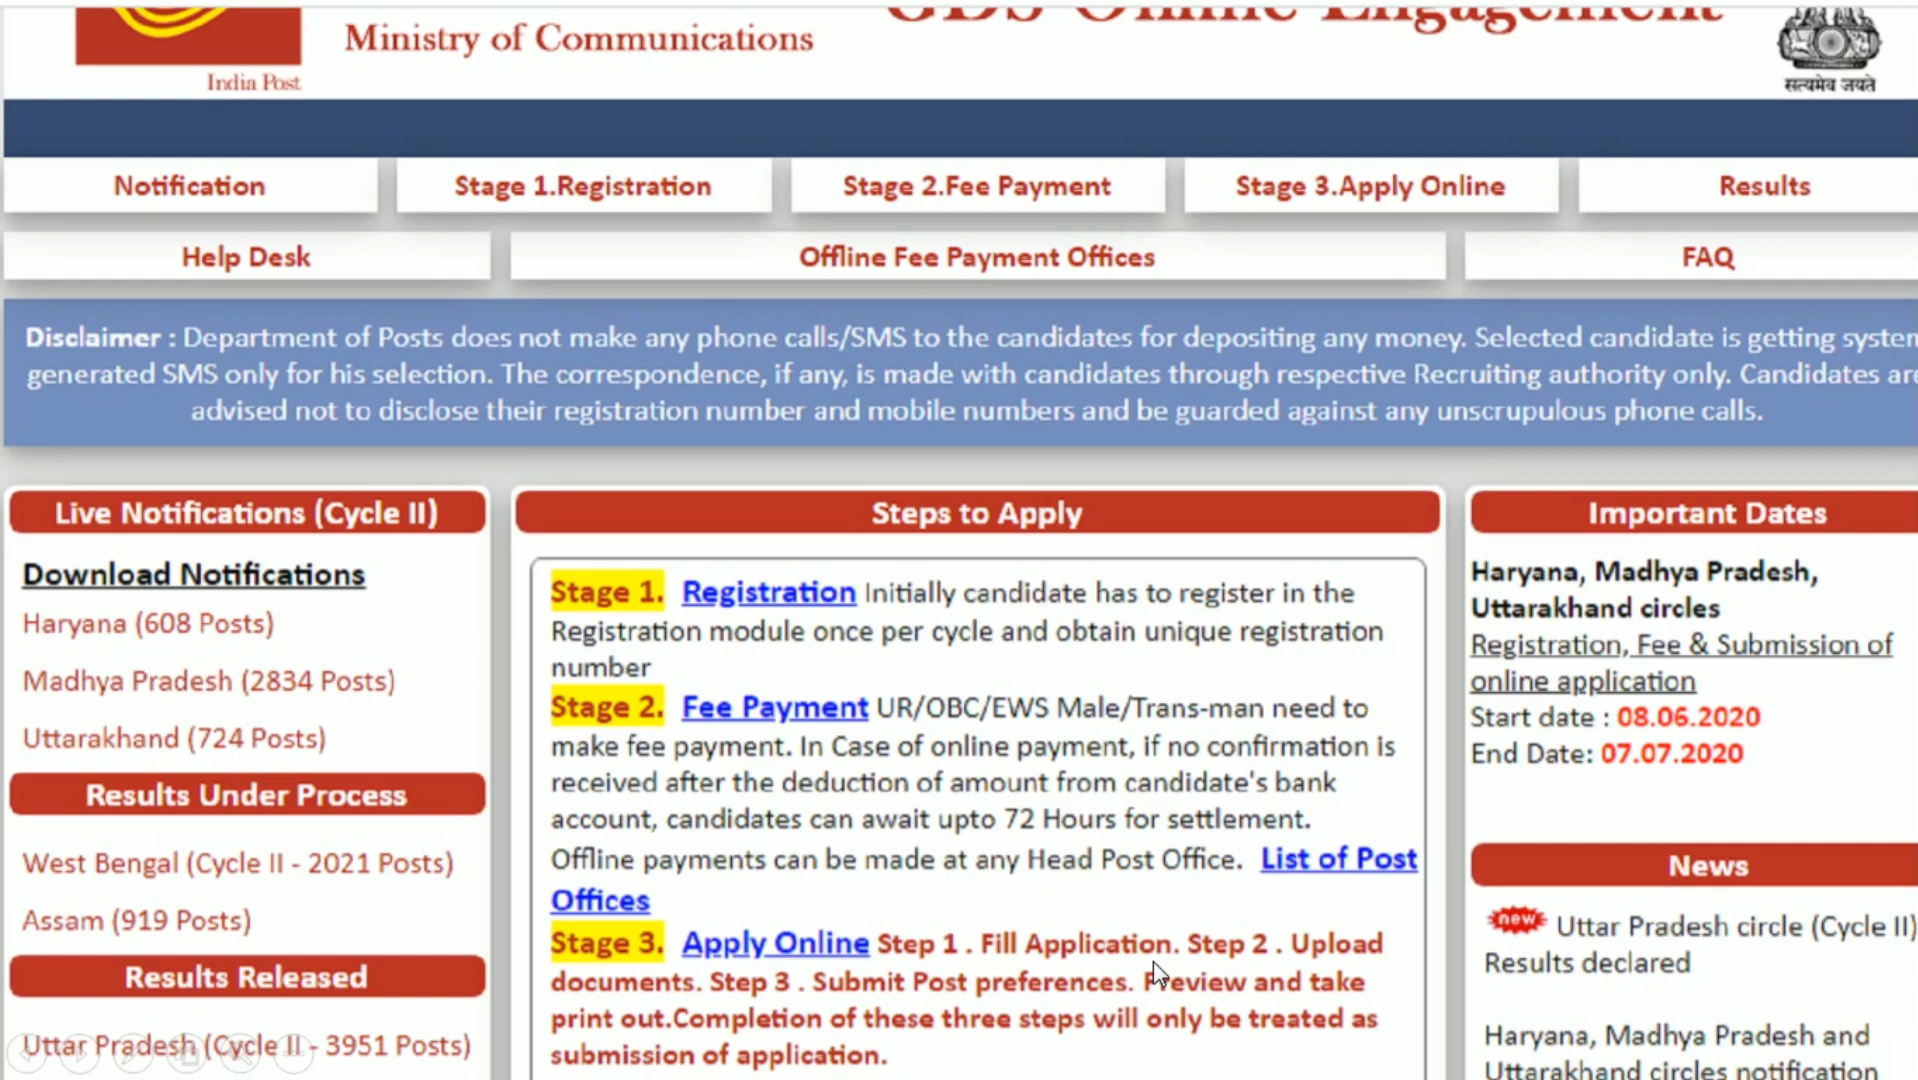 GDS Online Engagement
Ministry of Communications
India Post
सत्यमेव जयते
Notification
Stage 1.Registration
Stage 2.Fee Payment
Stage 3.Apply Online
Results
Help Desk
Offline Fee Payment Offices
FAQ
Disclaimer : Department of Posts does not make any phone calls/SMS to the candidates for depositing any money. Selected candidate is getting system
generated SMS only for his selection. The correspondence, if any, is made with candidates through respective Recruiting authority only. Candidates are
advised not to disclose their registration number and mobile numbers and be guarded against any unscrupulous phone calls.
Live Notifications (Cycle II)
Download Notifications
Haryana (608 Posts)
Madhya Pradesh (2834 Posts)
Uttarakhand (724 Posts)
Results Under Process
West Bengal (Cycle II - 2021 Posts)
Assam (919 Posts)
Results Released
Uttar Pradesh (Cycle II - 3951 Posts)
Steps to Apply
Stage 1. Registration Initially candidate has to register in the
Registration module once per cycle and obtain unique registration
number
Stage 2. Fee Payment UR/OBC/EWS Male/Trans-man need to
make fee payment. In Case of online payment, if no confirmation is
received after the deduction of amount from candidate's bank
account, candidates can await upto 72 Hours for settlement.
Offline payments can be made at any Head Post Office. List of Post
Offices
Stage 3. Apply Online Step 1 . Fill Application. Step 2 . Upload
documents. Step 3 . Submit Post preferences. Preview and take
print out.Completion of these three steps will only be treated as
submission of application.
Important Dates
Haryana, Madhya Pradesh,
Uttarakhand circles
Registration, Fee & Submission of
online application
Start date : 08.06.2020
End Date: 07.07.2020
News
new Uttar Pradesh circle (Cycle II)
Results declared
Haryana, Madhya Pradesh and
Uttarakhand circles notification